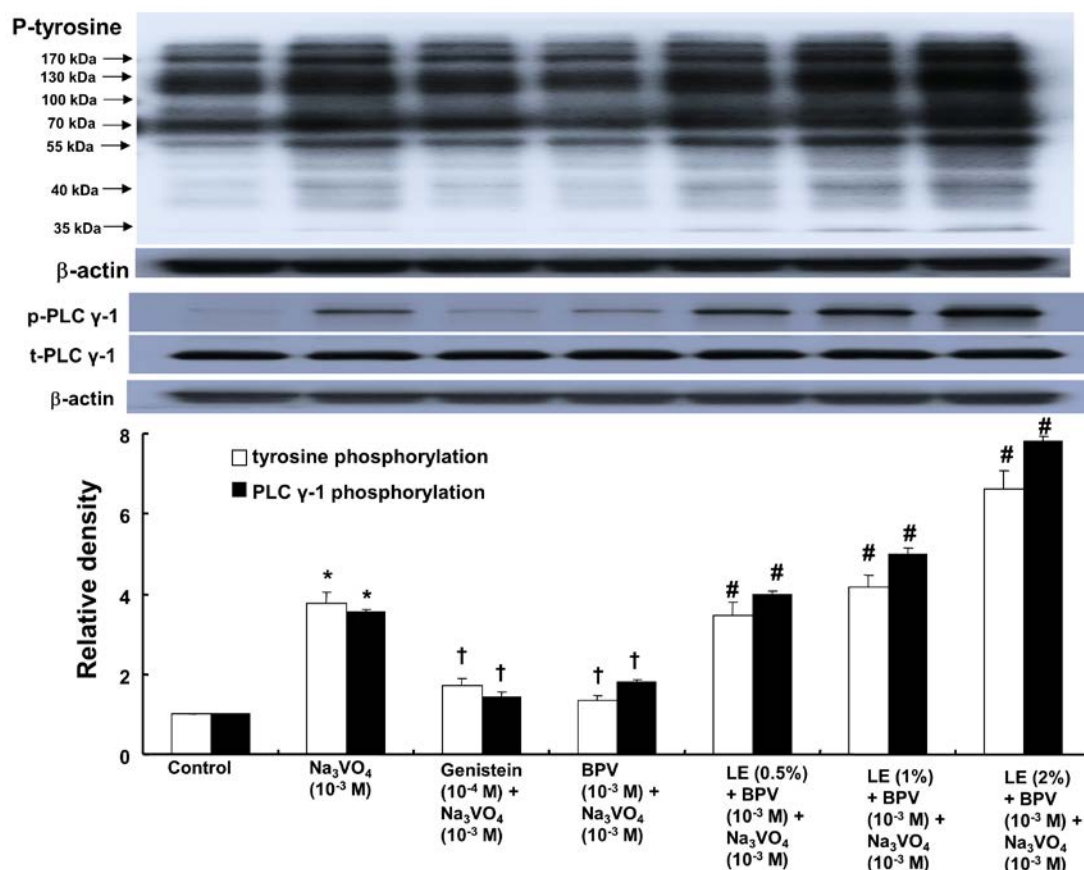 P-tyrosine
170 kDa
130 kDa
100 kDa
70 kDa
55 kDa
40 kDa
35 kDa
β-actin
p-PLC γ-1
t-PLC γ-1
β-actin
8
6
4
2
0
Relative density
tyrosine phosphorylation
PLC γ-1 phosphorylation
*
*
†
†
†
†
#
#
#
#
#
#
Control
Na₃VO₄
(10⁻³ M)
Genistein
(10⁻⁴ M) +
Na₃VO₄
(10⁻³ M)
BPV
(10⁻³ M) +
Na₃VO₄
(10⁻³ M)
LE (0.5%)
+ BPV
(10⁻³ M) +
Na₃VO₄
(10⁻³ M)
LE (1%)
+ BPV
(10⁻³ M) +
Na₃VO₄
(10⁻³ M)
LE (2%)
+ BPV
(10⁻³ M) +
Na₃VO₄
(10⁻³ M)